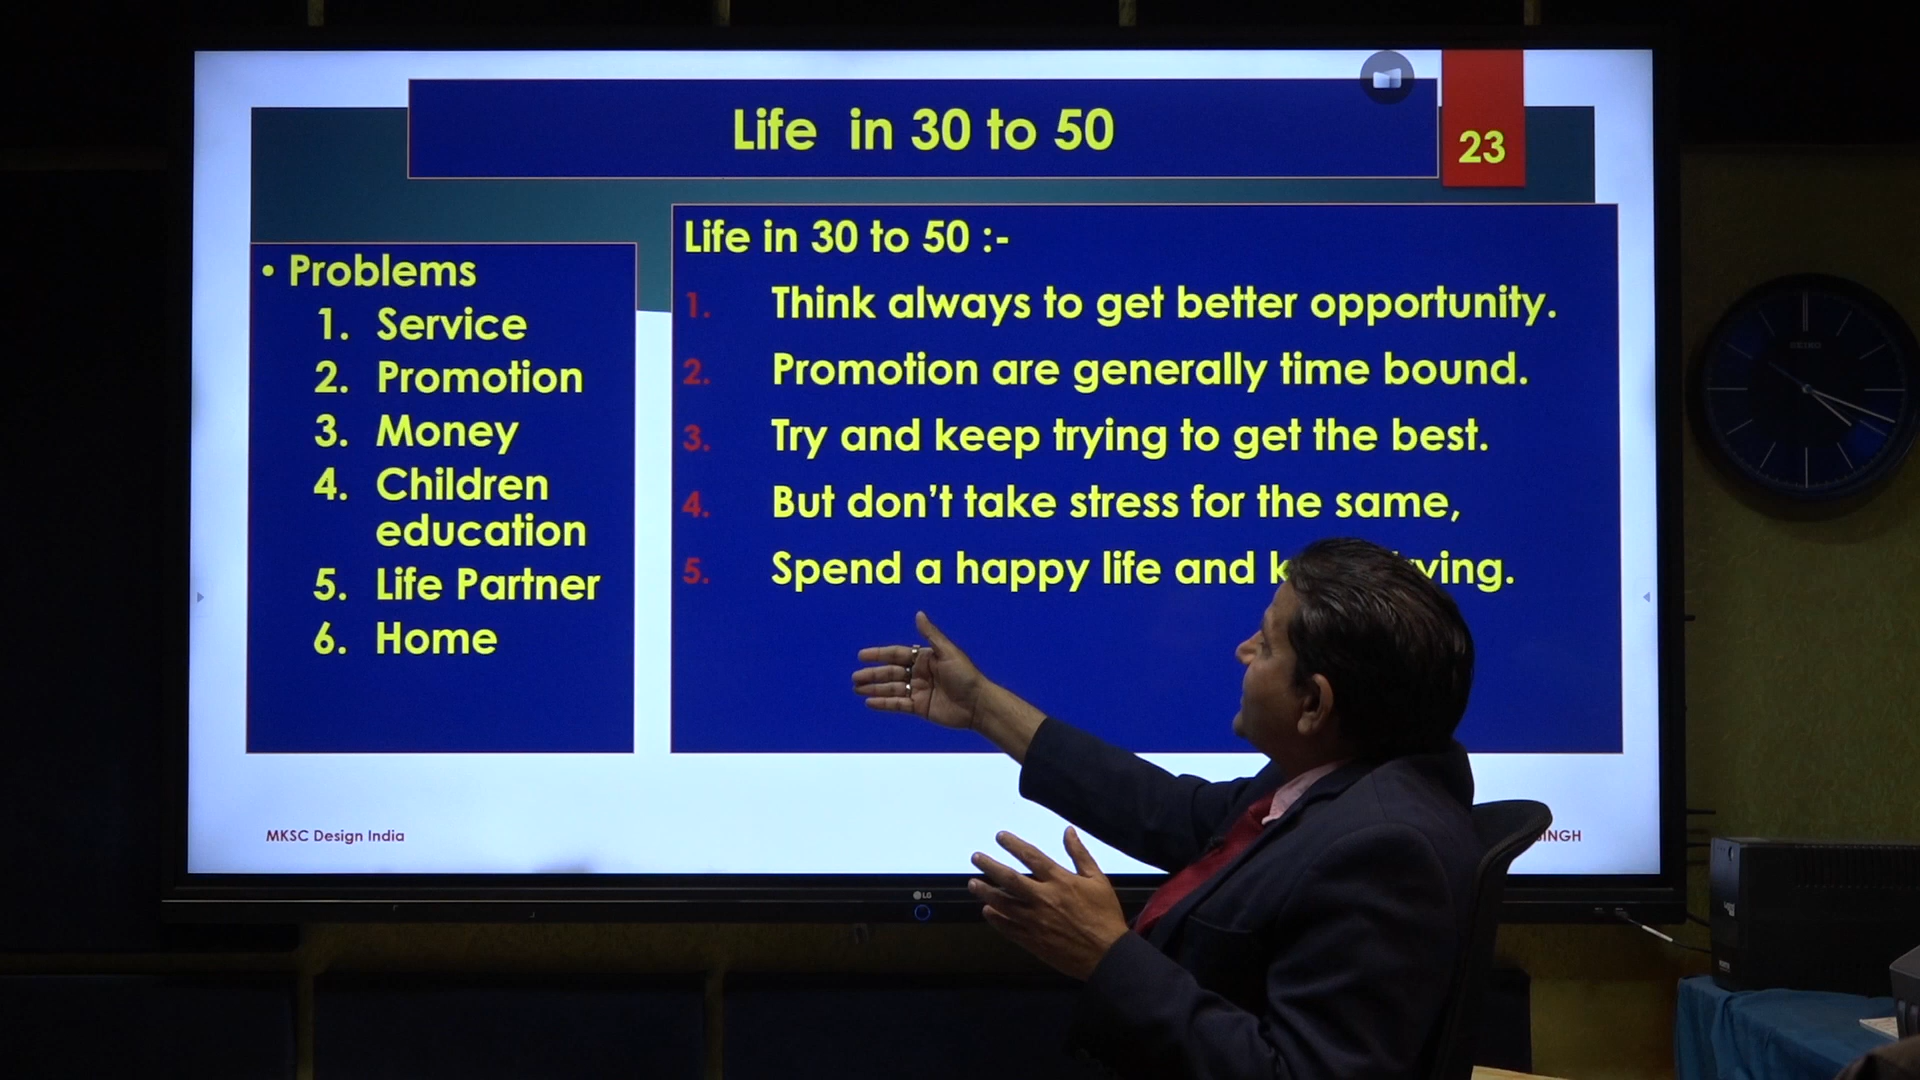 Life in 30 to 50
23
• Problems
1. Service
2. Promotion
3. Money
4. Children
education
5. Life Partner
6. Home
Life in 30 to 50 :-
1. Think always to get better opportunity.
2. Promotion are generally time bound.
3. Try and keep trying to get the best.
4. But don’t take stress for the same,
5. Spend a happy life and
MKSC Design India
SINGH
LG
SEIKO